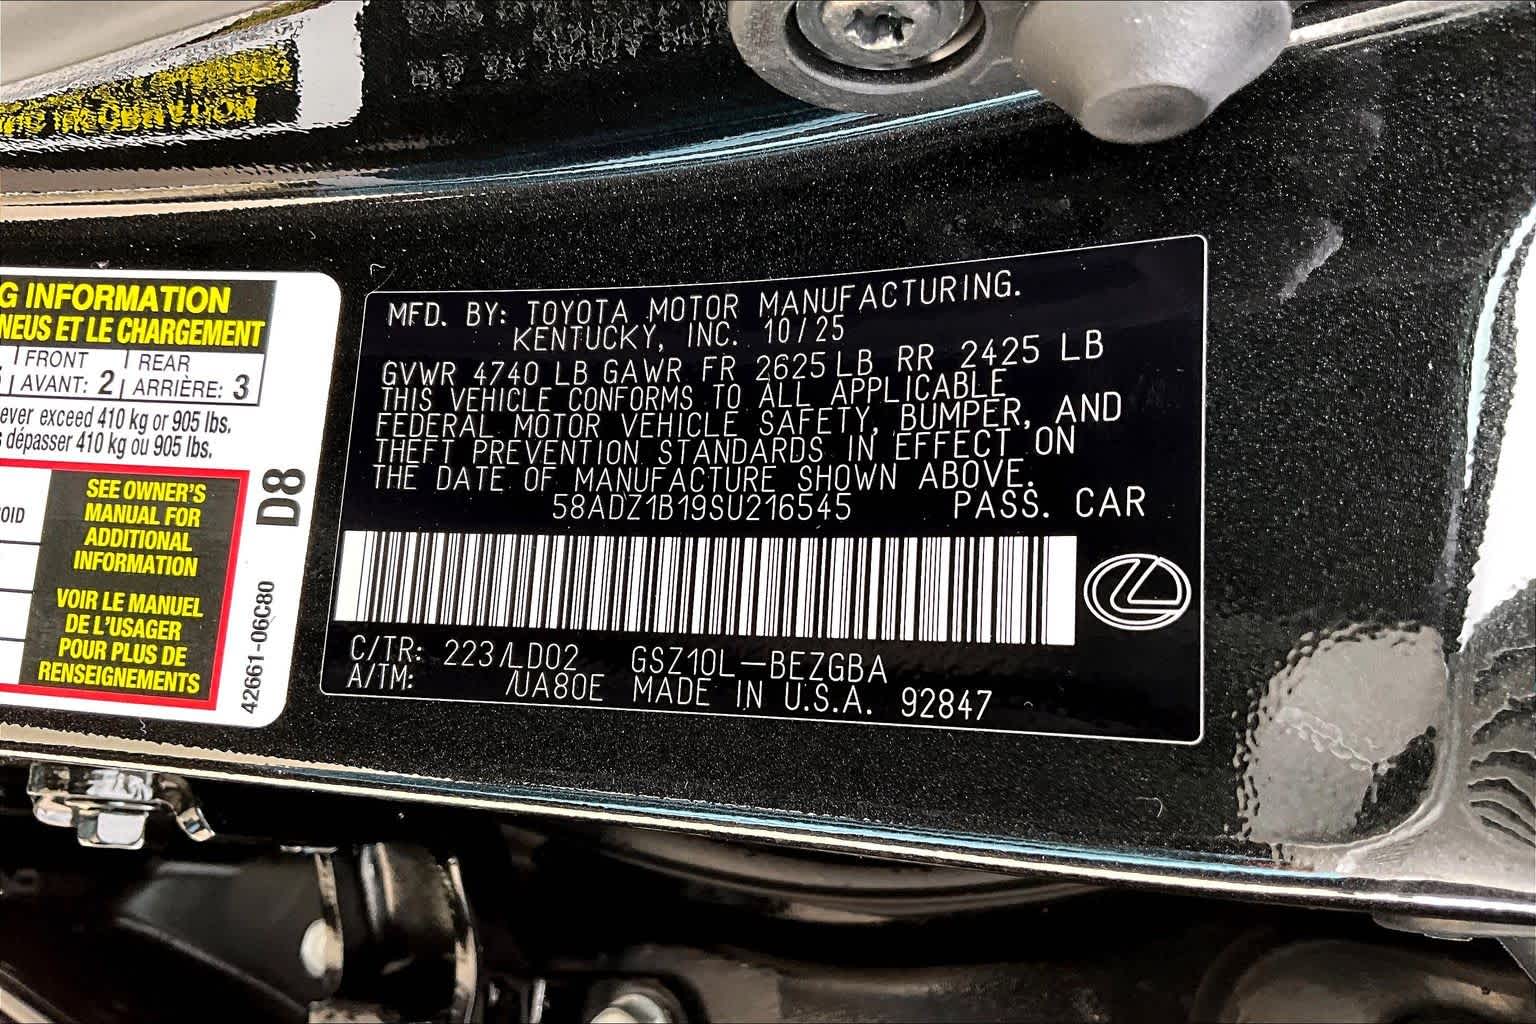 G INFORMATION
NEUS ET LE CHARGEMENT
FRONT REAR
AVANT: 2 ARRIÈRE: 3
ever exceed 410 kg or 905 lbs.
dépasser 410 kg ou 905 lbs.
SEE OWNER'S
MANUAL FOR
ADDITIONAL
INFORMATION
VOIR LE MANUEL
DE L'USAGER
POUR PLUS DE
RENSEIGNEMENTS
D8
42661-06C80
MFD. BY: TOYOTA MOTOR MANUFACTURING.
KENTUCKY, INC. 10/25
GVWR 4740 LB GAWR FR 2625 LB RR 2425 LB
THIS VEHICLE CONFORMS TO ALL APPLICABLE
FEDERAL MOTOR VEHICLE SAFETY, BUMPER, AND
THEFT PREVENTION STANDARDS IN EFFECT ON
THE DATE OF MANUFACTURE SHOWN ABOVE.
58ADZ1B19SU216545 PASS. CAR
C/TR: 223/LD02 GSZ10L-BEZGBA
A/TM: /UA80E MADE IN U.S.A. 92847